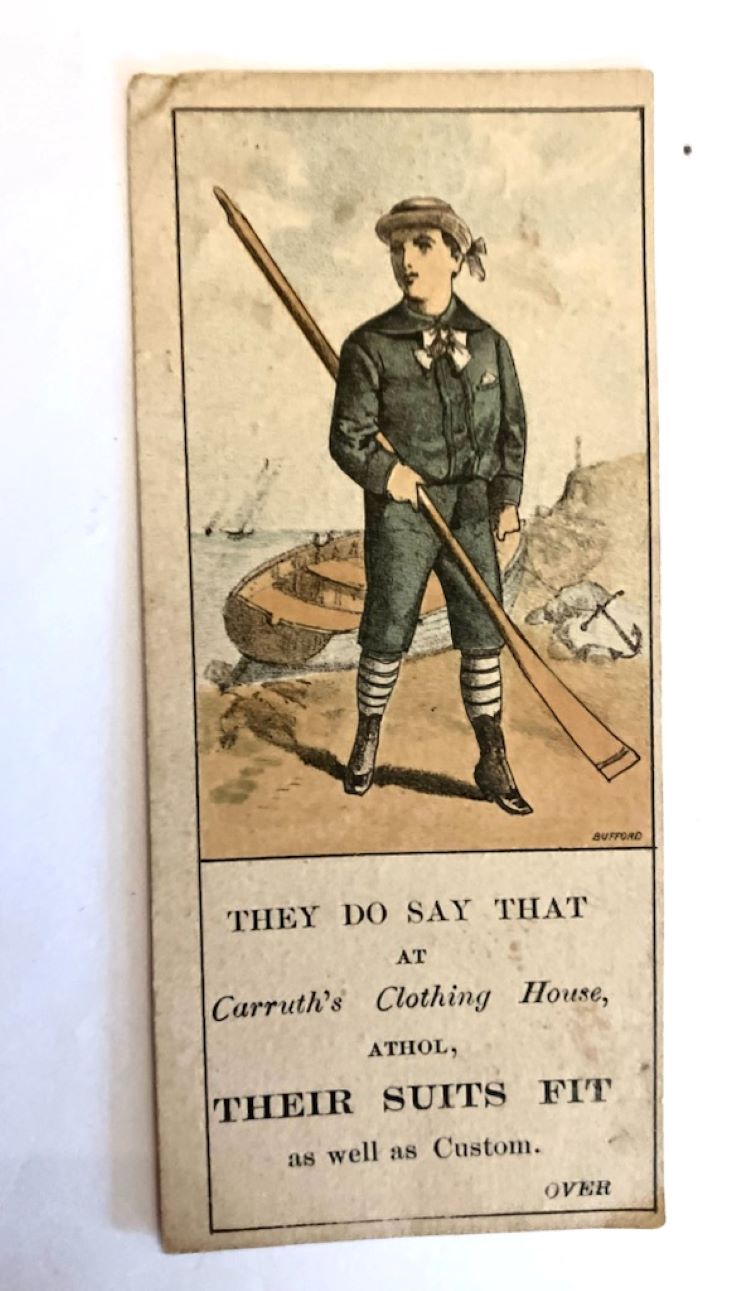 BUFFORD
THEY DO SAY THAT
AT
Carruth's Clothing House,
ATHOL,
THEIR SUITS FIT
as well as Custom.
OVER